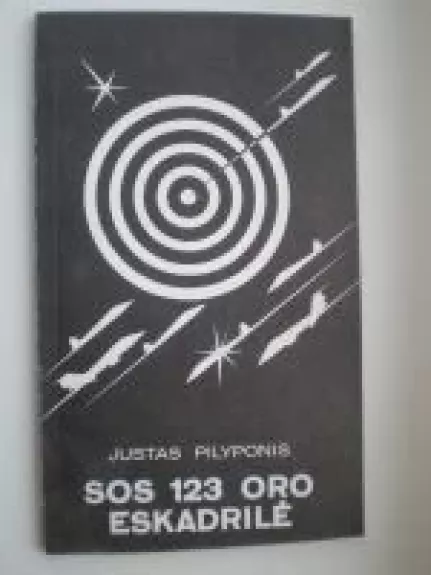 JUSTAS PILYPONIS
SOS 123 ORO
ESKADRILĖ